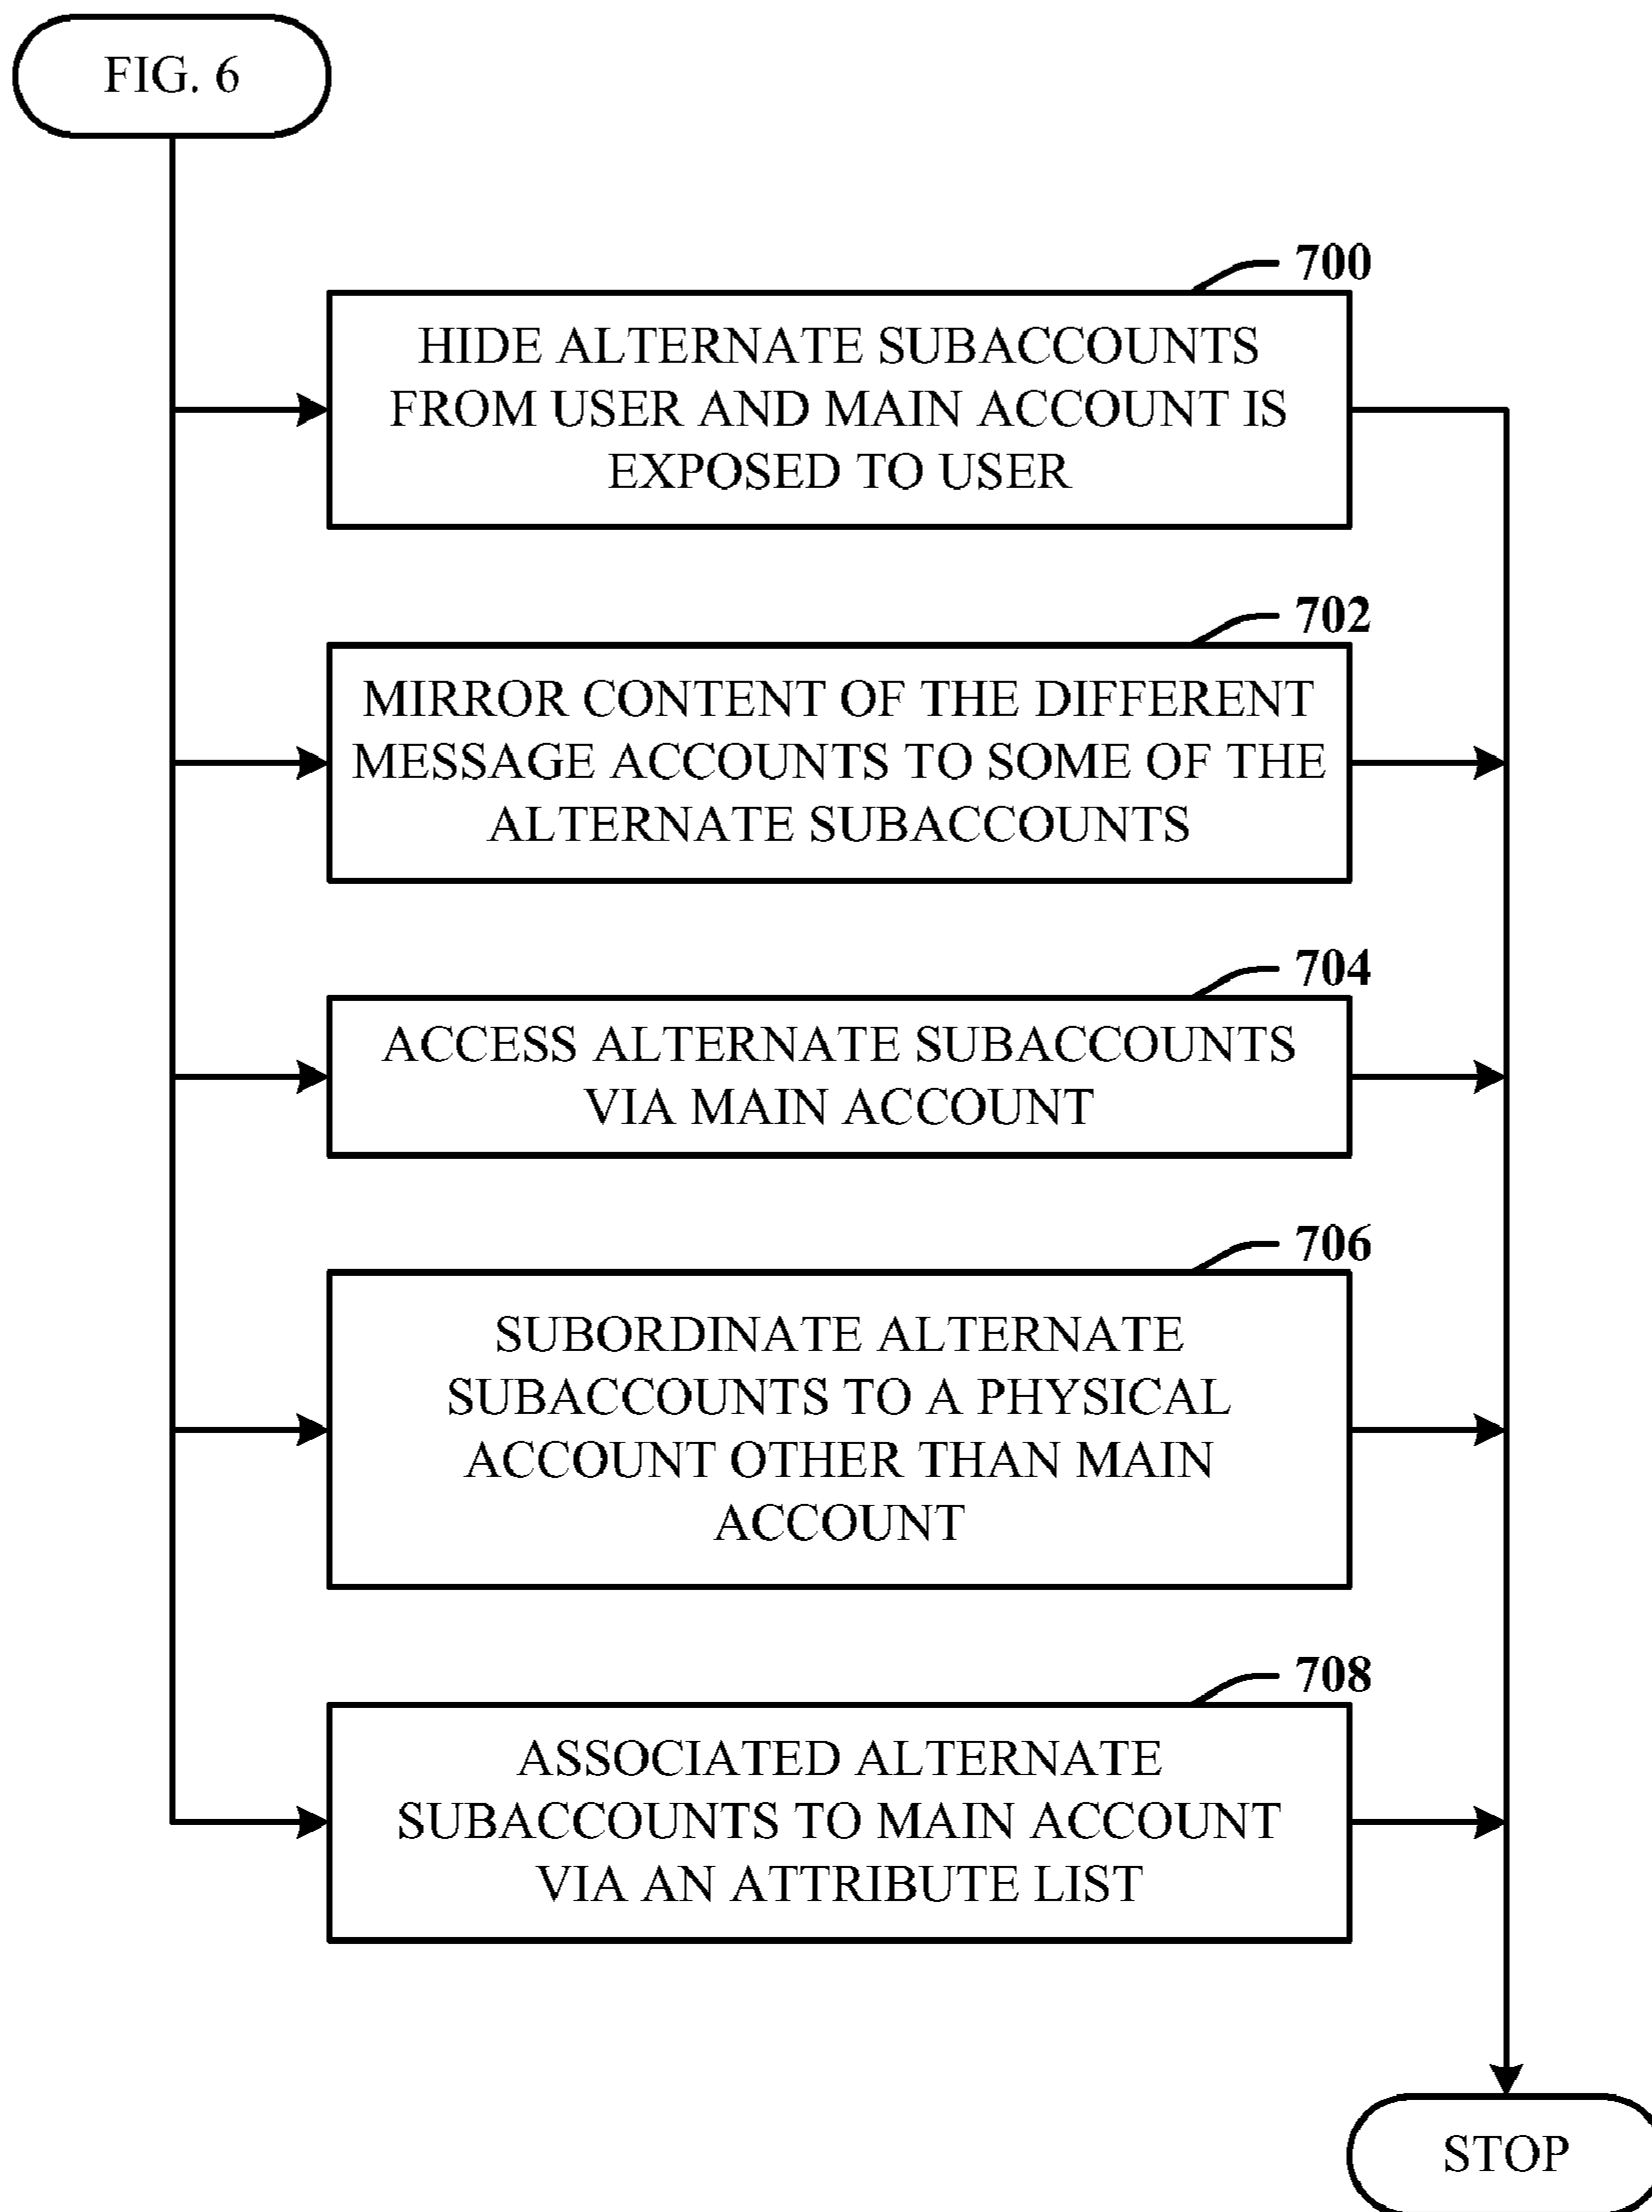 FIG. 6
700
HIDE ALTERNATE SUBACCOUNTS
FROM USER AND MAIN ACCOUNT IS
EXPOSED TO USER
702
MIRROR CONTENT OF THE DIFFERENT
MESSAGE ACCOUNTS TO SOME OF THE
ALTERNATE SUBACCOUNTS
704
ACCESS ALTERNATE SUBACCOUNTS
VIA MAIN ACCOUNT
706
SUBORDINATE ALTERNATE
SUBACCOUNTS TO A PHYSICAL
ACCOUNT OTHER THAN MAIN
ACCOUNT
708
ASSOCIATED ALTERNATE
SUBACCOUNTS TO MAIN ACCOUNT
VIA AN ATTRIBUTE LIST
STOP